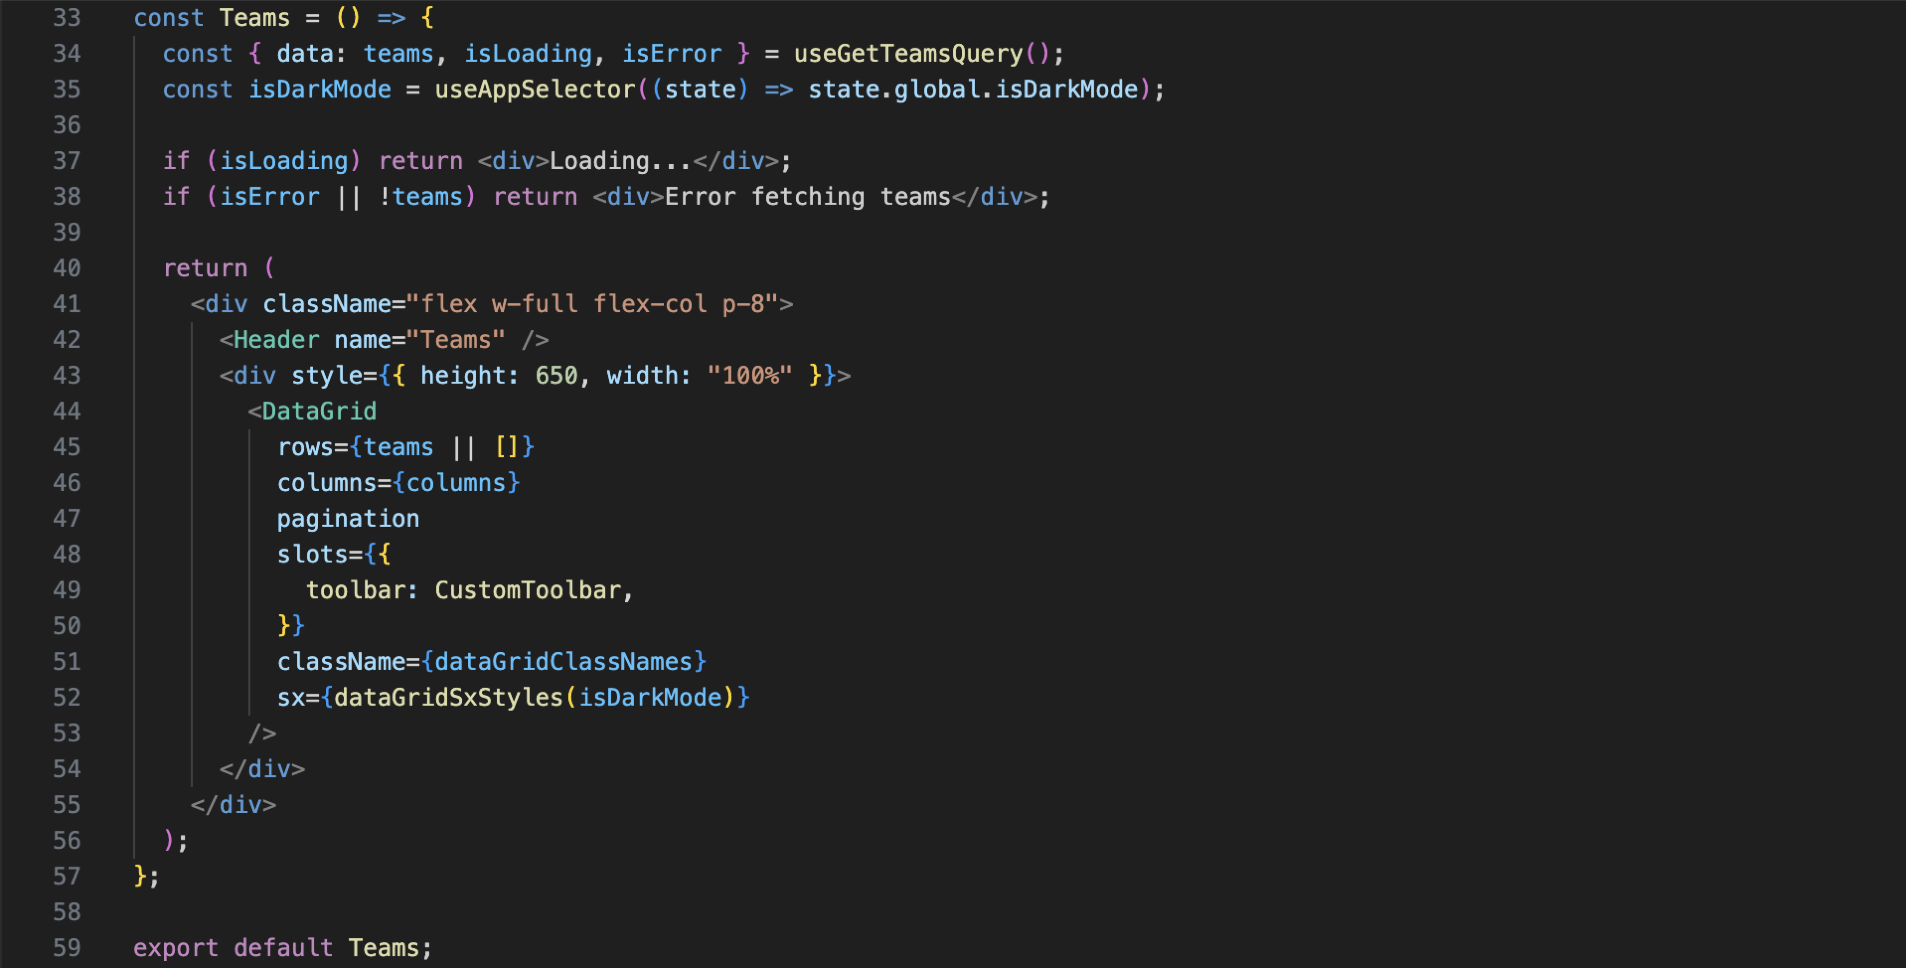 33 const Teams = () => {
34 const { data: teams, isLoading, isError } = useGetTeamsQuery();
35 const isDarkMode = useAppSelector((state) => state.global.isDarkMode);
36
37 if (isLoading) return <div>Loading...</div>;
38 if (isError || !teams) return <div>Error fetching teams</div>;
39
40 return (
41 <div className="flex w-full flex-col p-8">
42 <Header name="Teams" />
43 <div style={{ height: 650, width: "100%" }}>
44 <DataGrid
45 rows={teams || []}
46 columns={columns}
47 pagination
48 slots={{
49 toolbar: CustomToolbar,
50 }}
51 className={dataGridClassNames}
52 sx={dataGridSxStyles(isDarkMode)}
53 />
54 </div>
55 </div>
56 );
57 };
58
59 export default Teams;